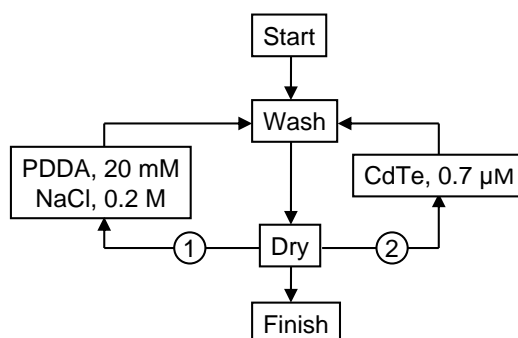 Start
Wash
PDDA, 20 mM
NaCl, 0.2 M
CdTe, 0.7 μM
1
Dry
2
Finish